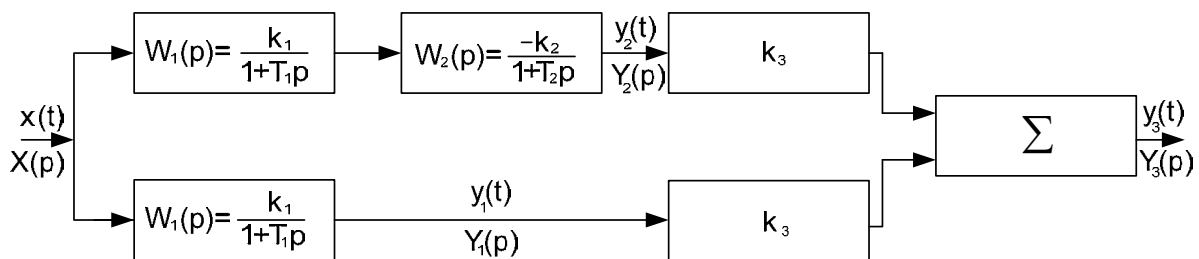 x(t)
X(p)
W₁(p)= k₁/(1+T₁p)
W₂(p)= -k₂/(1+T₂p)
y₂(t)
Y₂(p)
k₃
W₁(p)= k₁/(1+T₁p)
y₁(t)
Y₁(p)
k₃
Σ
y₃(t)
Y₃(p)